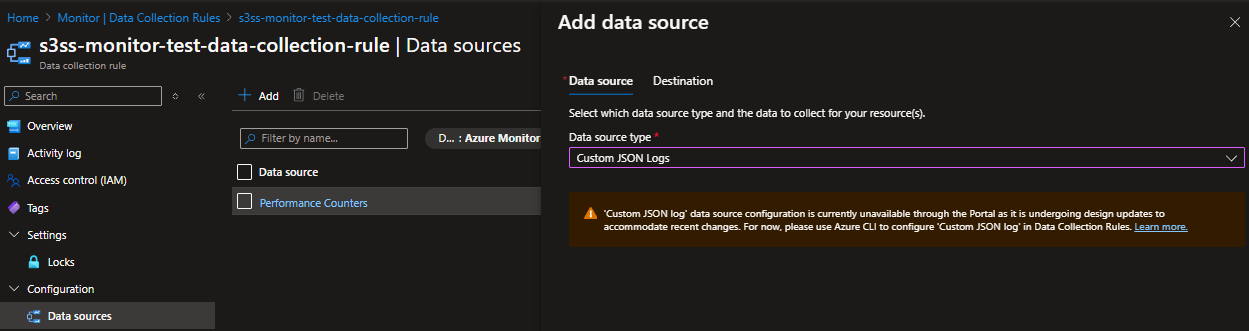 Home > Monitor | Data Collection Rules > s3ss-monitor-test-data-collection-rule >
s3ss-monitor-test-data-collection-rule | Data sources
Data collection rule
Search
Overview
Activity log
Access control (IAM)
Tags
Settings
Locks
Configuration
Data sources
+ Add Delete
Filter by name...
D... : Azure Monitor
Data source
Performance Counters
Add data source
* Data source Destination
Select which data source type and the data to collect for your resource(s).
Data source type *
Custom JSON Logs
'Custom JSON log' data source configuration is currently unavailable through the Portal as it is undergoing design updates to
accommodate recent changes. For now, please use Azure CLI to configure 'Custom JSON log' in Data Collection Rules. Learn more.